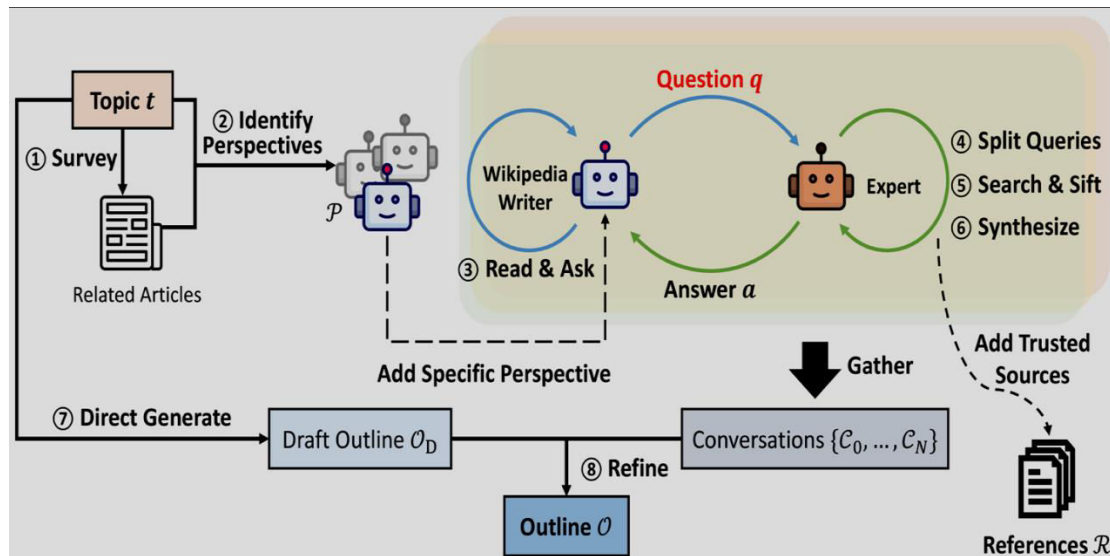 Topic t
① Survey
Related Articles
② Identify
Perspectives
𝒫
Question q
Wikipedia
Writer
Expert
③ Read & Ask
Answer a
④ Split Queries
⑤ Search & Sift
⑥ Synthesize
Add Specific Perspective
Gather
Add Trusted
Sources
⑦ Direct Generate
Draft Outline 𝒪D
Conversations {𝒞0, ..., 𝒞N}
⑧ Refine
Outline 𝒪
References ℛ